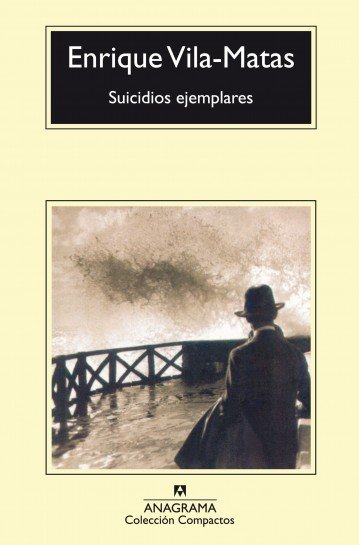 Enrique Vila-Matas
Suicidios ejemplares
ANAGRAMA
Colección Compactos